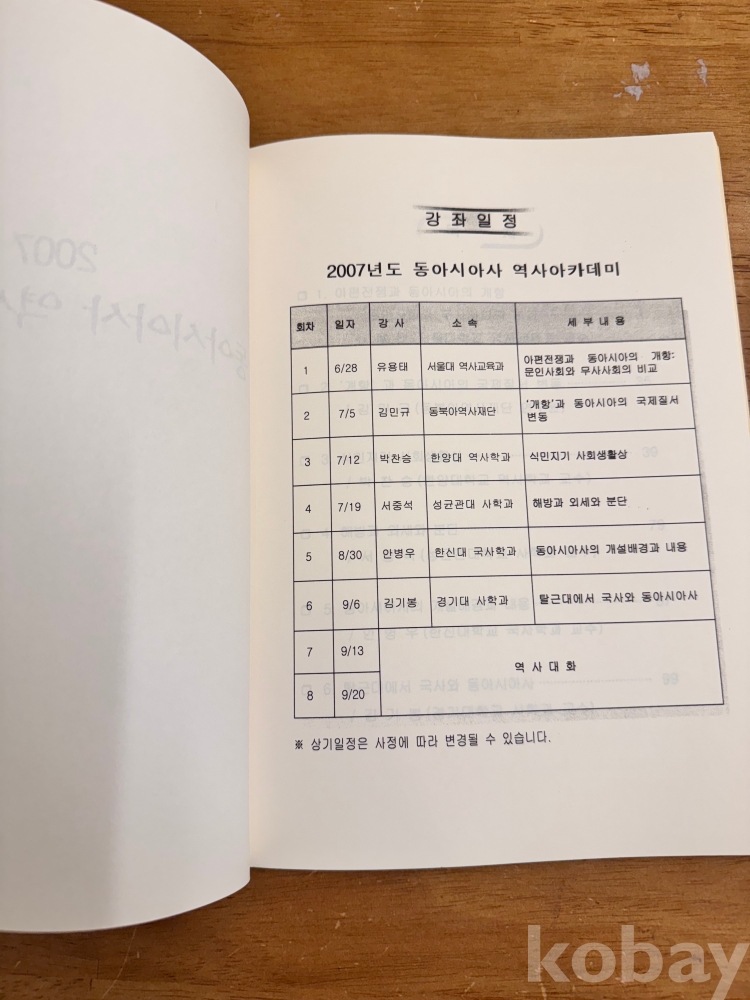 강좌일정
2007년도 동아시아사 역사아카데미
회차 일자 강 사 소 속 세 부 내 용
1 6/28 유용태 서울대 역사교육과 아편전쟁과 동아시아의 개항:
문인사회와 무사사회의 비교
2 7/5 김민규 동북아역사재단 '개항'과 동아시아의 국제질서
변동
3 7/12 박찬승 한양대 역사학과 식민지기 사회생활상
4 7/19 서중석 성균관대 사학과 해방과 외세와 분단
5 8/30 안병우 한신대 국사학과 동아시아사의 개설배경과 내용
6 9/6 김기봉 경기대 사학과 탈근대에서 국사와 동아시아사
7 9/13 역 사 대 화
8 9/20
※ 상기일정은 사정에 따라 변경될 수 있습니다.
2007
동아시아사 역사
kobay